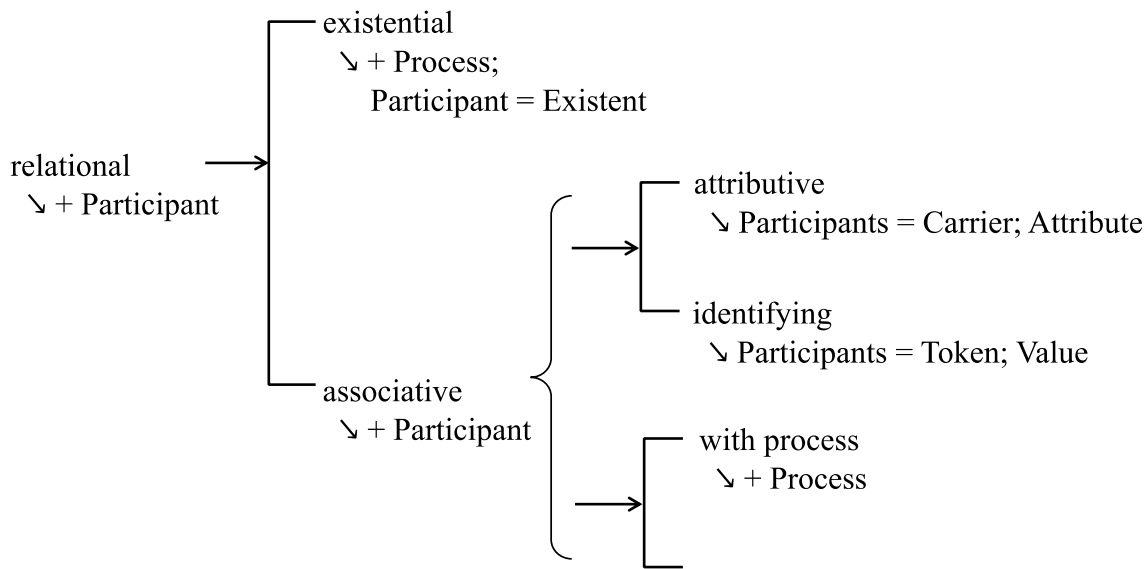 existential
↘ + Process;
Participant = Existent
relational
↘ + Participant
attributive
↘ Participants = Carrier; Attribute
identifying
↘ Participants = Token; Value
associative
↘ + Participant
with process
↘ + Process